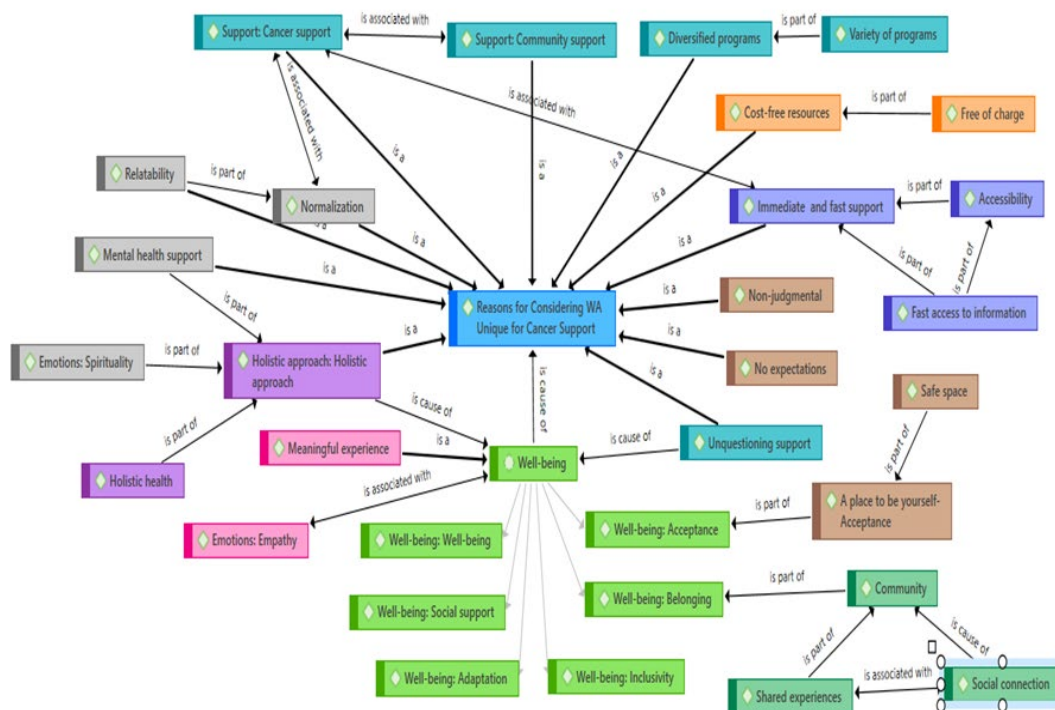 is associated with
Support: Cancer support
Support: Community support
Diversified programs
is part of
Variety of programs
is associated with
is associated with
Cost-free resources
is part of
Free of charge
is a
is a
is a
is a
Relatability
is part of
Normalization
is a
is a
Immediate and fast support
is part of
Accessibility
is a
is part of
is part of
Mental health support
is a
is part of
Reasons for Considering WA
Unique for Cancer Support
is a
Non-judgmental
Fast access to information
is a
No expectations
Emotions: Spirituality
is part of
Holistic approach: Holistic
approach
is a
is a
Safe space
is part of
is cause of
is cause of
is part of
Holistic health
Meaningful experience
is a
Well-being
is cause of
Unquestioning support
is associated with
A place to be yourself-
Acceptance
is part of
Emotions: Empathy
Well-being: Well-being
Well-being: Acceptance
Well-being: Social support
Well-being: Belonging
is part of
Community
is part of
is cause of
Well-being: Adaptation
Well-being: Inclusivity
Shared experiences
is associated with
Social connection